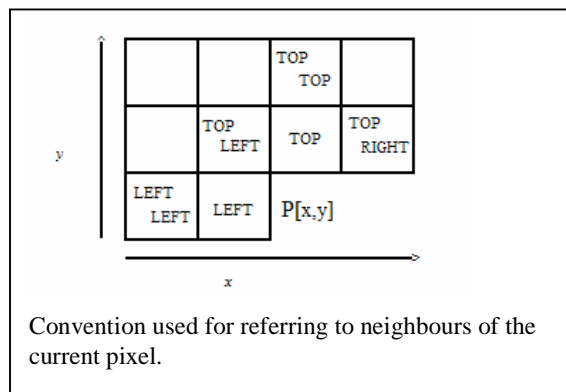 TOP
TOP
TOP
LEFT
TOP
TOP
RIGHT
y
LEFT
LEFT
LEFT
P[x,y]
x
Convention used for referring to neighbours of the
current pixel.